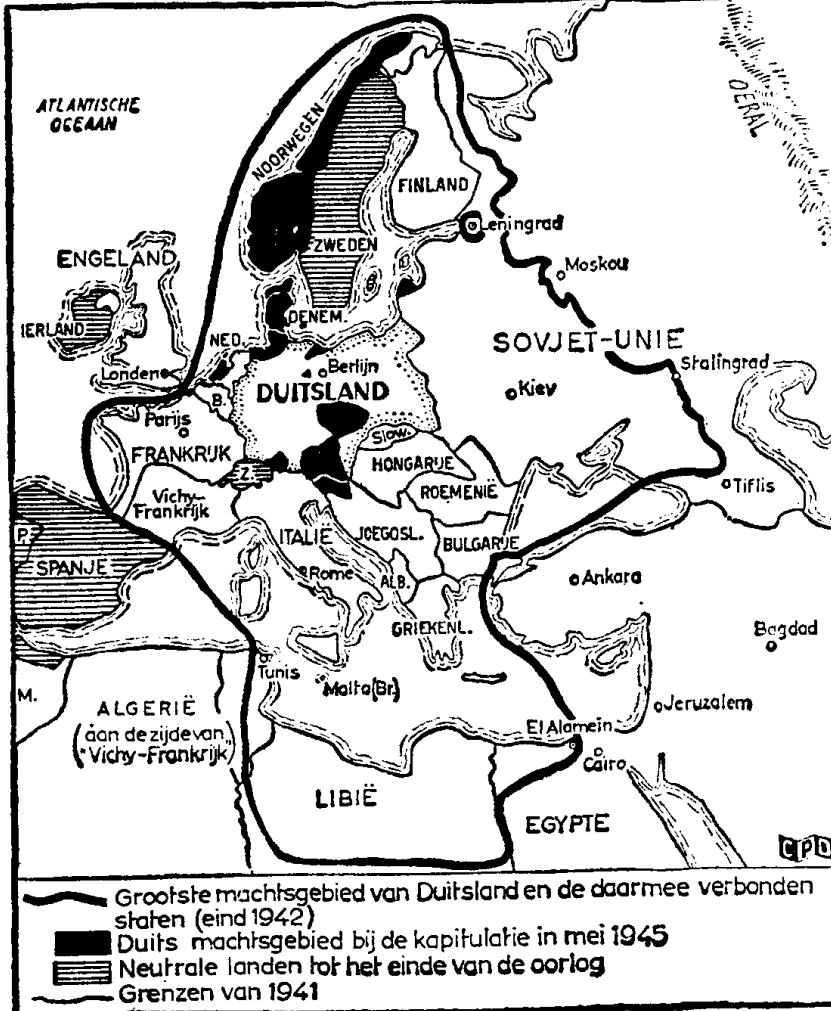 ATLANTISCHE
OCEAAN
OERAL
NOORWEGEN
FINLAND
Leningrad
ZWEDEN
ENGELAND
Moskou
IERLAND
DENEM.
NED.
SOVJET-UNIE
Londen
Berlijn
Stalingrad
B.
DUITSLAND
Kiev
Parijs
Slow.
FRANKRIJK
HONGARIJE
Z.
ROEMENIË
Tiflis
Vichy-
Frankrijk
ITALIË
JOEGOSL.
BULGARIJE
P.
SPANJE
Rome
ALB.
Ankara
GRIEKENL.
Bagdad
Tunis
M.
Malta (Br.)
Jeruzalem
ALGERIË
(aan de zijde van
"Vichy-Frankrijk")
El Alamein
Cairo
LIBIË
EGYPTE
CPD
Grootste machtsgebied van Duitsland en de daarmee verbonden
staten (eind 1942)
Duits machtsgebied bij de kapitulatie in mei 1945
Neutrale landen tot het einde van de oorlog
Grenzen van 1941